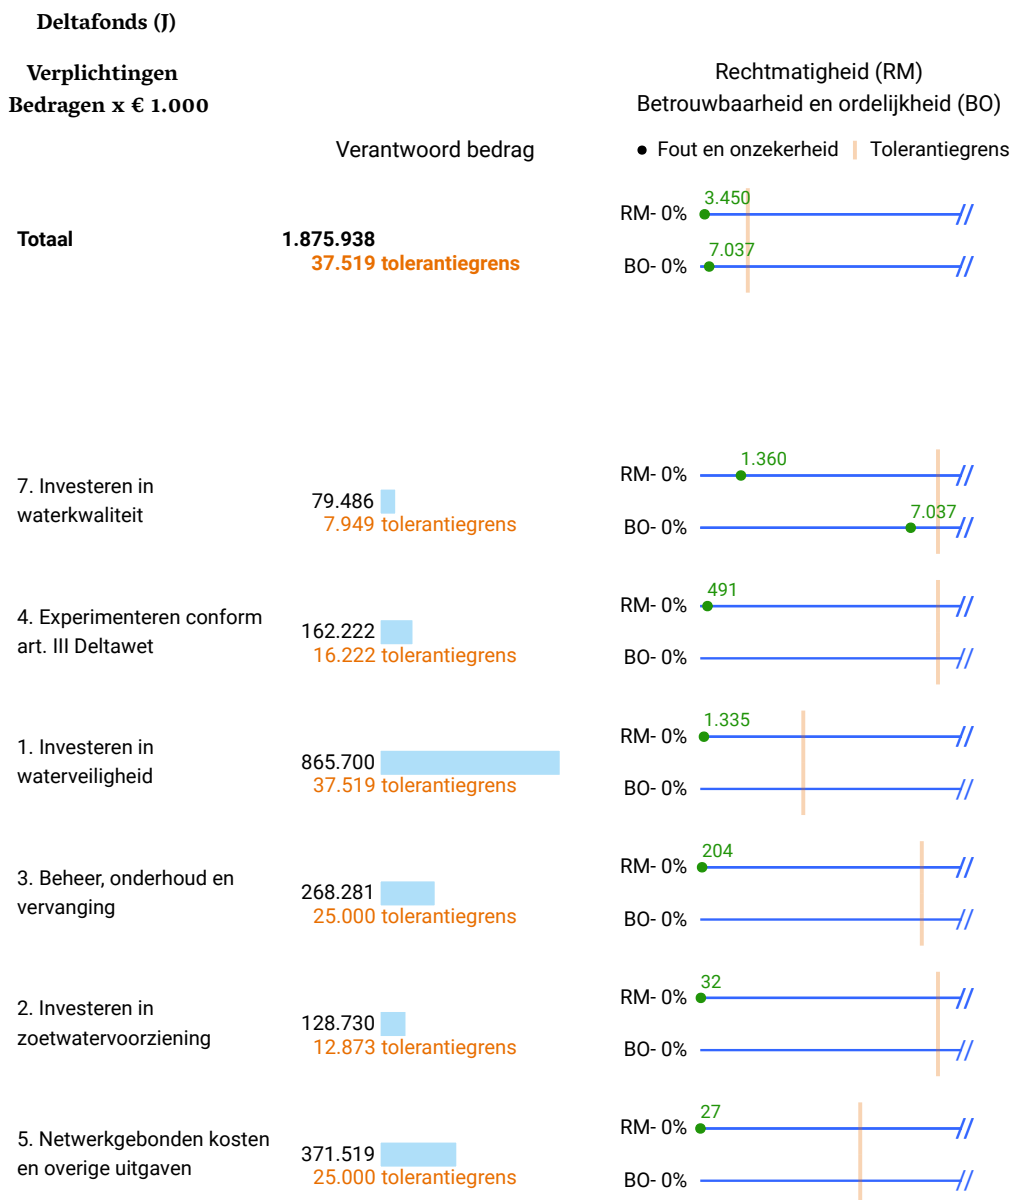 Deltafonds (J)
Verplichtingen
Bedragen x € 1.000
Rechtmatigheid (RM)
Betrouwbaarheid en ordelijkheid (BO)
Verantwoord bedrag
Fout en onzekerheid
Tolerantiegrens
Totaal
1.875.938
37.519 tolerantiegrens
RM- 0%
3.450
BO- 0%
7.037
7. Investeren in
waterkwaliteit
79.486
7.949 tolerantiegrens
RM- 0%
1.360
BO- 0%
7.037
4. Experimenteren conform
art. III Deltawet
162.222
16.222 tolerantiegrens
RM- 0%
491
BO- 0%
1. Investeren in
waterveiligheid
865.700
37.519 tolerantiegrens
RM- 0%
1.335
BO- 0%
3. Beheer, onderhoud en
vervanging
268.281
25.000 tolerantiegrens
RM- 0%
204
BO- 0%
2. Investeren in
zoetwatervoorziening
128.730
12.873 tolerantiegrens
RM- 0%
32
BO- 0%
5. Netwerkgebonden kosten
en overige uitgaven
371.519
25.000 tolerantiegrens
RM- 0%
27
BO- 0%